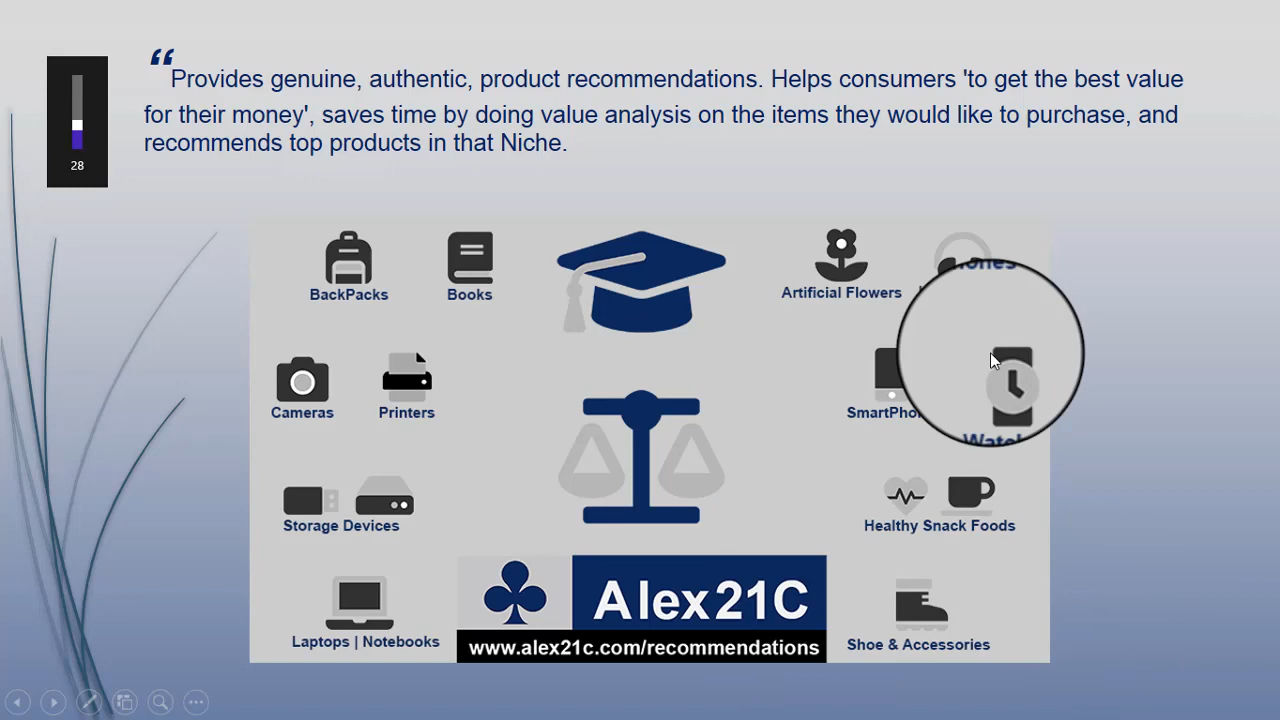 “Provides genuine, authentic, product recommendations. Helps consumers 'to get the best value
for their money', saves time by doing value analysis on the items they would like to purchase, and
recommends top products in that Niche.
28
BackPacks
Books
Artificial Flowers
Cameras
Printers
Storage Devices
Healthy Snack Foods
Alex21C
Laptops | Notebooks
www.alex21c.com/recommendations
Shoe & Accessories